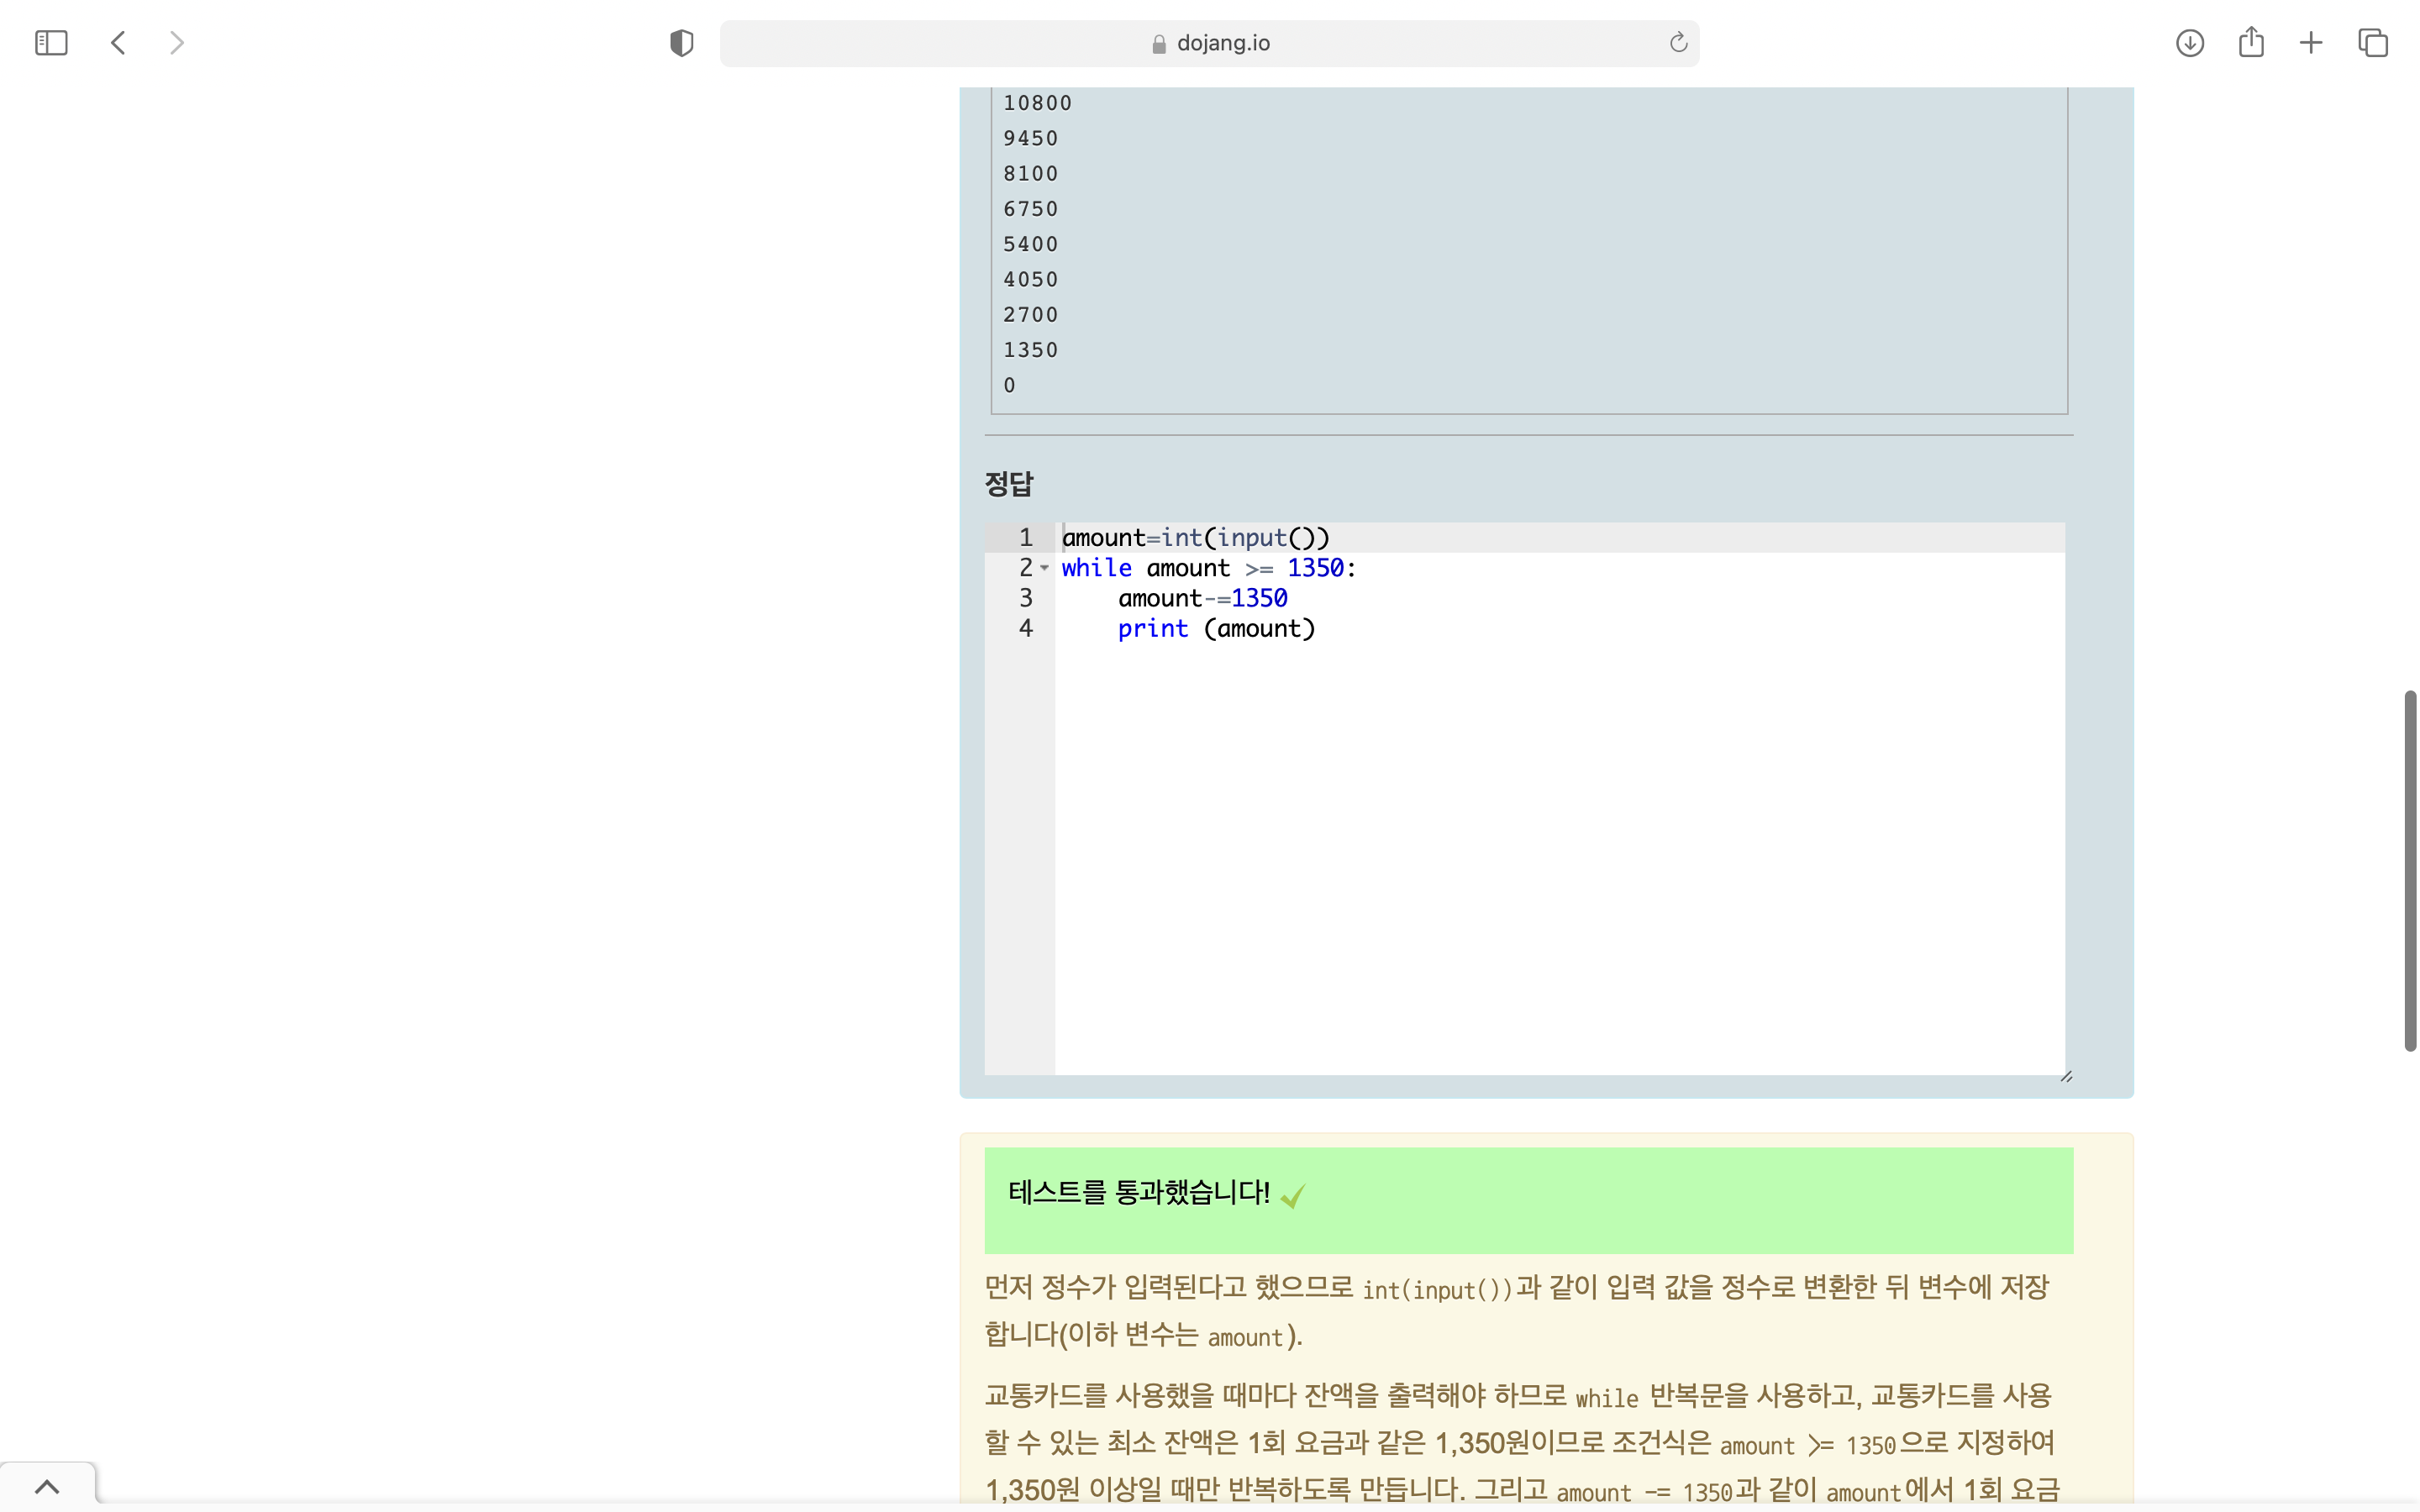 dojang.io
10800
9450
8100
6750
5400
4050
2700
1350
0
정답
1 amount=int(input())
2 while amount >= 1350:
3     amount-=1350
4     print (amount)
테스트를 통과했습니다!
먼저 정수가 입력된다고 했으므로 int(input())과 같이 입력 값을 정수로 변환한 뒤 변수에 저장
합니다(이하 변수는 amount).
교통카드를 사용했을 때마다 잔액을 출력해야 하므로 while 반복문을 사용하고, 교통카드를 사용
할 수 있는 최소 잔액은 1회 요금과 같은 1,350원이므로 조건식은 amount >= 1350으로 지정하여
1,350원 이상일 때만 반복하도록 만듭니다. 그리고 amount -= 1350과 같이 amount에서 1회 요금